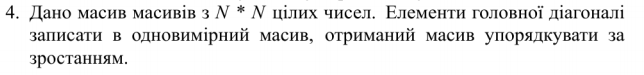 4. Дано масив масивів з N * N цілих чисел. Елементи головної діагоналі
записати в одновимірний масив, отриманий масив упорядкувати за
зростанням.